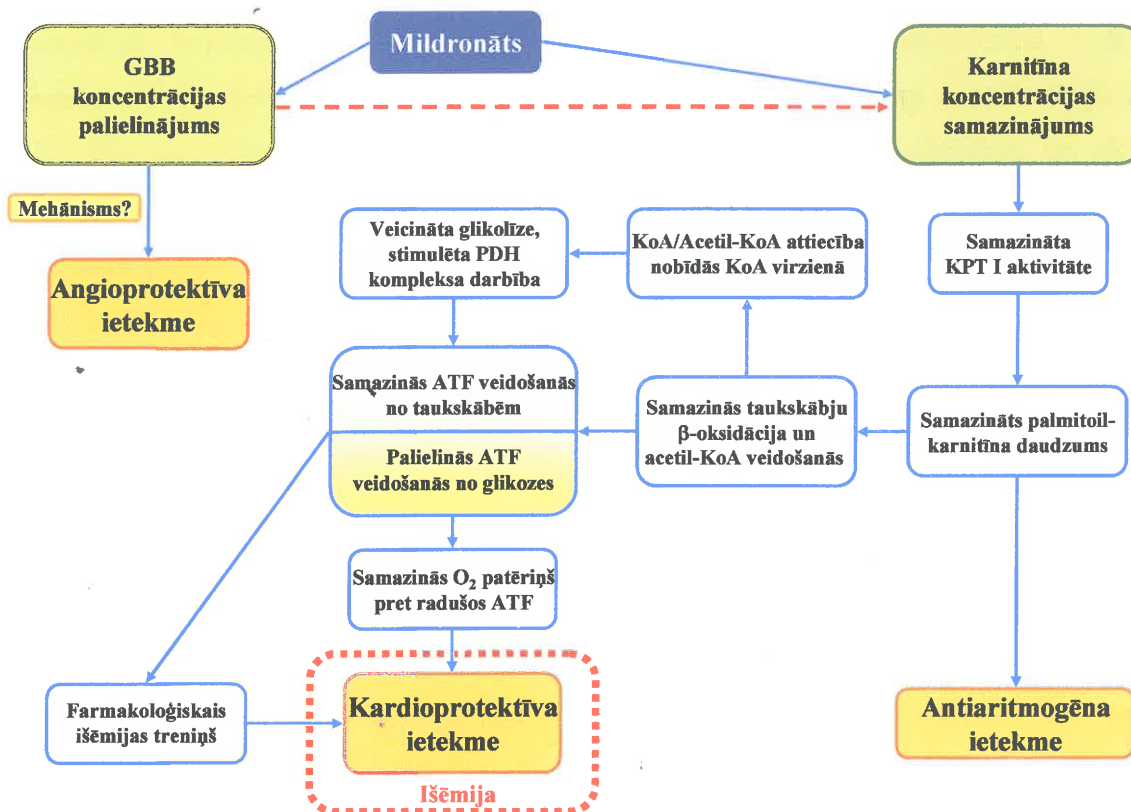 Mildronāts
GBB
koncentrācijas
palielinājums
Karnitīna
koncentrācijas
samazinājums
Mehānisms?
Angioprotektīva
ietekme
Veicināta glikolīze,
stimulēta PDH
kompleksa darbība
KoA/Acetil-KoA attiecība
nobīdās KoA virzienā
Samazināta
KPT I aktivitāte
Samazinās ATF veidošanās
no taukskābēm
Palielinās ATF
veidošanās no glikozes
Samazinās taukskābju
β-oksidācija un
acetil-KoA veidošanās
Samazināts palmitoil-
karnitīna daudzums
Samazinās O₂ patēriņš
pret radušos ATF
Farmakoloģiskais
išēmijas treniņš
Kardioprotektīva
ietekme
Išēmija
Antiaritmogēna
ietekme